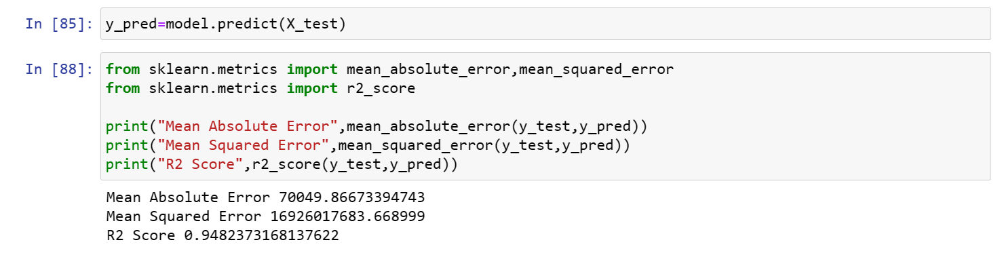 In [85]: y_pred=model.predict(X_test)
In [88]: from sklearn.metrics import mean_absolute_error,mean_squared_error
from sklearn.metrics import r2_score
print("Mean Absolute Error",mean_absolute_error(y_test,y_pred))
print("Mean Squared Error",mean_squared_error(y_test,y_pred))
print("R2 Score",r2_score(y_test,y_pred))
Mean Absolute Error 70049.86673394743
Mean Squared Error 16926017683.668999
R2 Score 0.9482373168137622